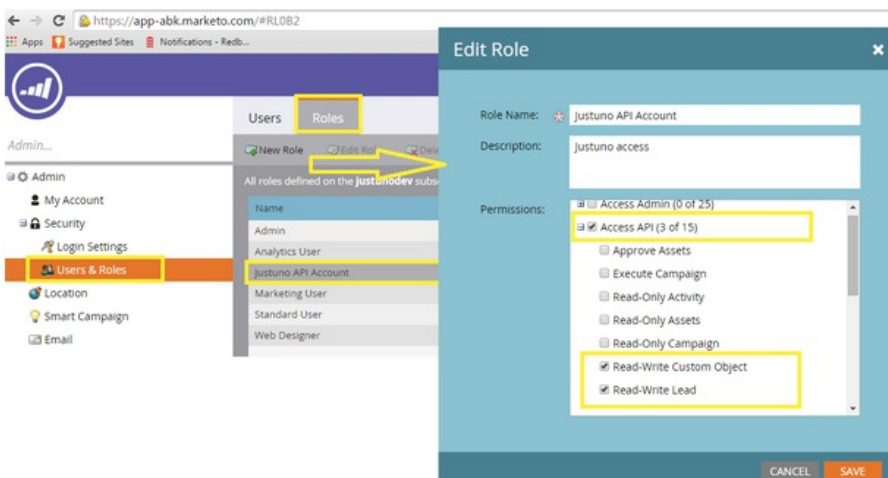 https://app-abk.marketo.com/#RL0B2
Apps Suggested Sites Notifications - Redb...
Admin...
Admin
My Account
Security
Login Settings
Users & Roles
Location
Smart Campaign
Email
Users Roles
New Role Edit Rol Dele
All roles defined on the justunodev subsc
Name
Admin
Analytics User
Justuno API Account
Marketing User
Standard User
Web Designer
Edit Role
Role Name: Justuno API Account
Description: Justuno access
Permissions:
Access Admin (0 of 25)
Access API (3 of 15)
Approve Assets
Execute Campaign
Read-Only Activity
Read-Only Assets
Read-Only Campaign
Read-Write Custom Object
Read-Write Lead
CANCEL SAVE